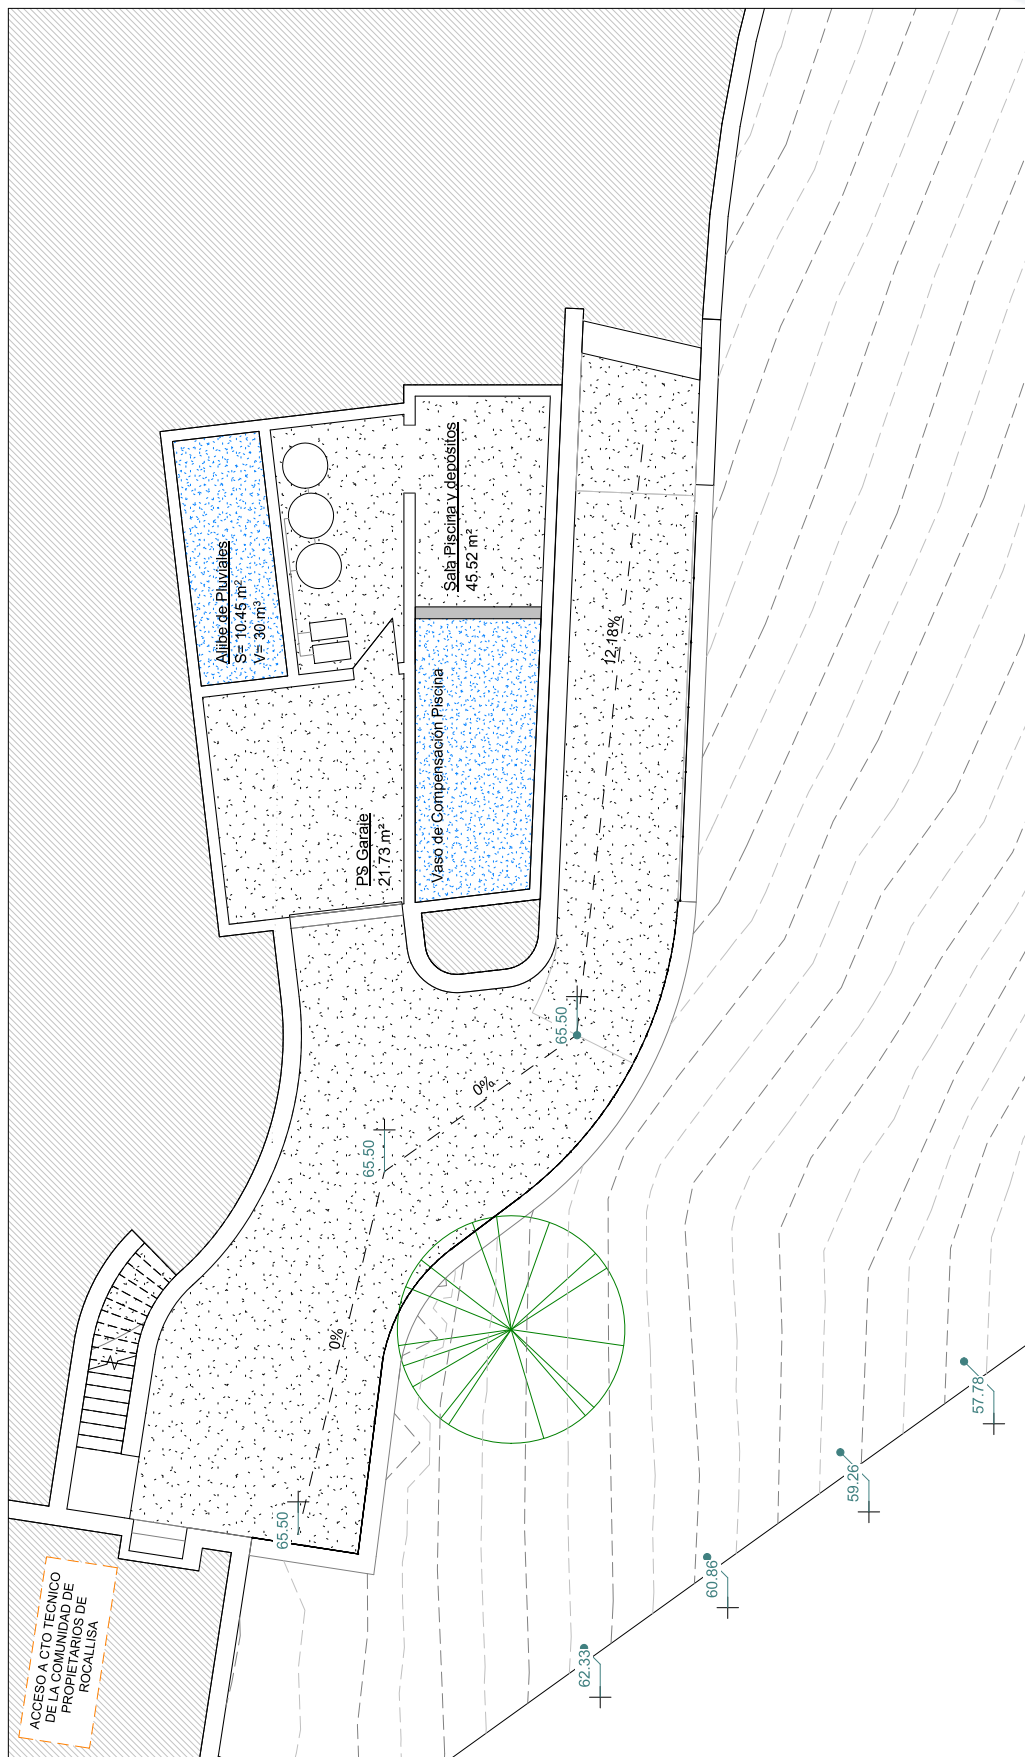 Aljibe de Pluviales
S= 10.45 m²
V= 30 m³
Sala Piscina y depósitos
45.52 m²
Vaso de Compensación Piscina
PS Garaje
21.73 m²
12.18%
65.50
0%
65.50
0%
65.50
57.78
59.26
60.86
62.33
ACCESO A CTO TECNICO
DE LA COMUNIDAD DE
PROPIETARIOS DE
ROCALLISA